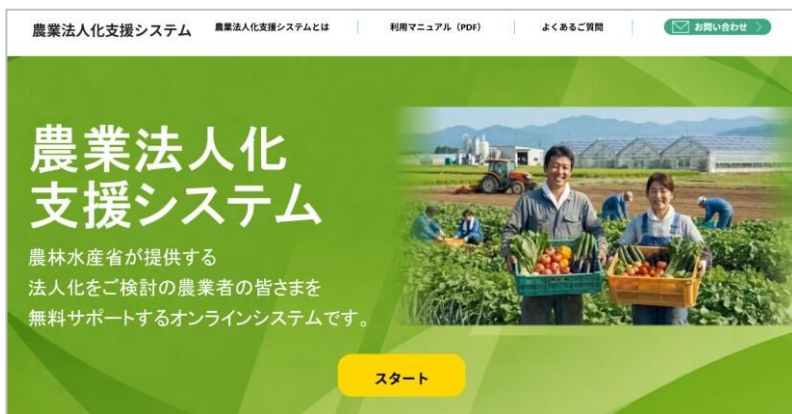 農業法人化支援システム
農業法人化支援システムとは
利用マニュアル（PDF）
よくあるご質問
お問い合わせ
農業法人化
支援システム
農林水産省が提供する
法人化をご検討の農業者の皆さまを
無料サポートするオンラインシステムです。
スタート